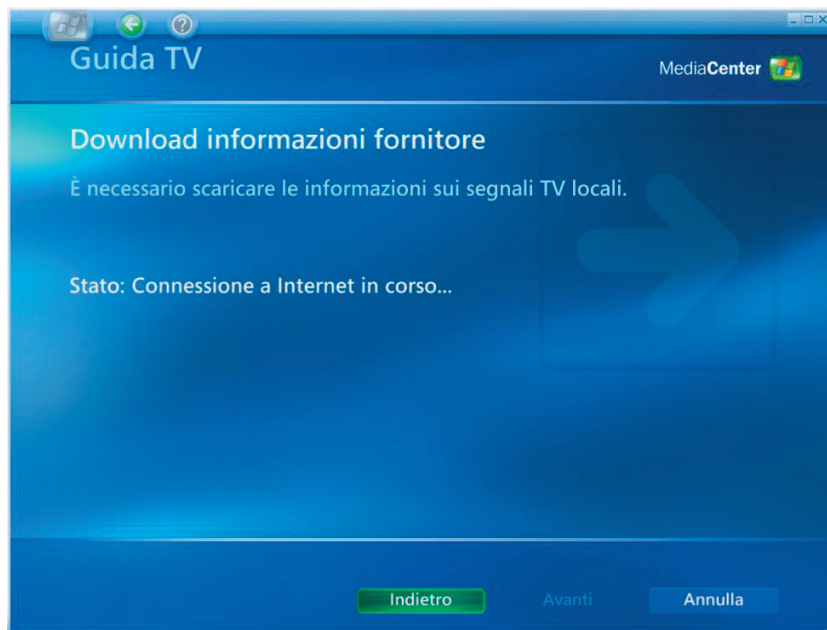 Guida TV
MediaCenter
Download informazioni fornitore
È necessario scaricare le informazioni sui segnali TV locali.
Stato: Connessione a Internet in corso...
Indietro
Avanti
Annulla